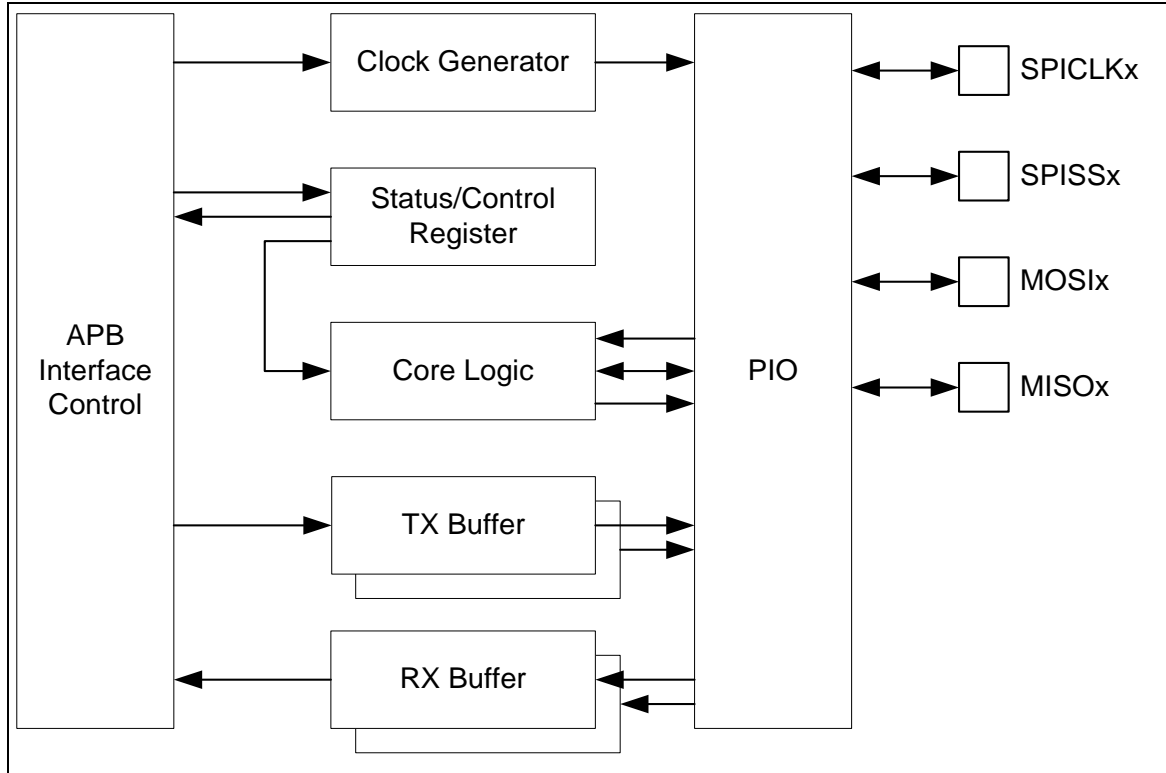 Clock Generator
SPICLKx
Status/Control
Register
SPISSx
MOSIx
APB
Interface
Control
Core Logic
PIO
MISOx
TX Buffer
RX Buffer